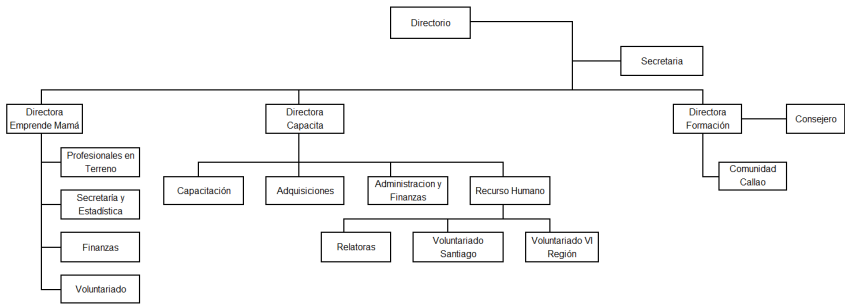 Directorio
Secretaria
Directora
Emprende Mamá
Directora
Capacita
Directora
Formación
Consejero
Profesionales en
Terreno
Secretaría y
Estadística
Finanzas
Voluntariado
Capacitación
Adquisiciones
Administracion y
Finanzas
Recurso Humano
Relatoras
Voluntariado
Santiago
Voluntariado VI
Región
Comunidad
Callao